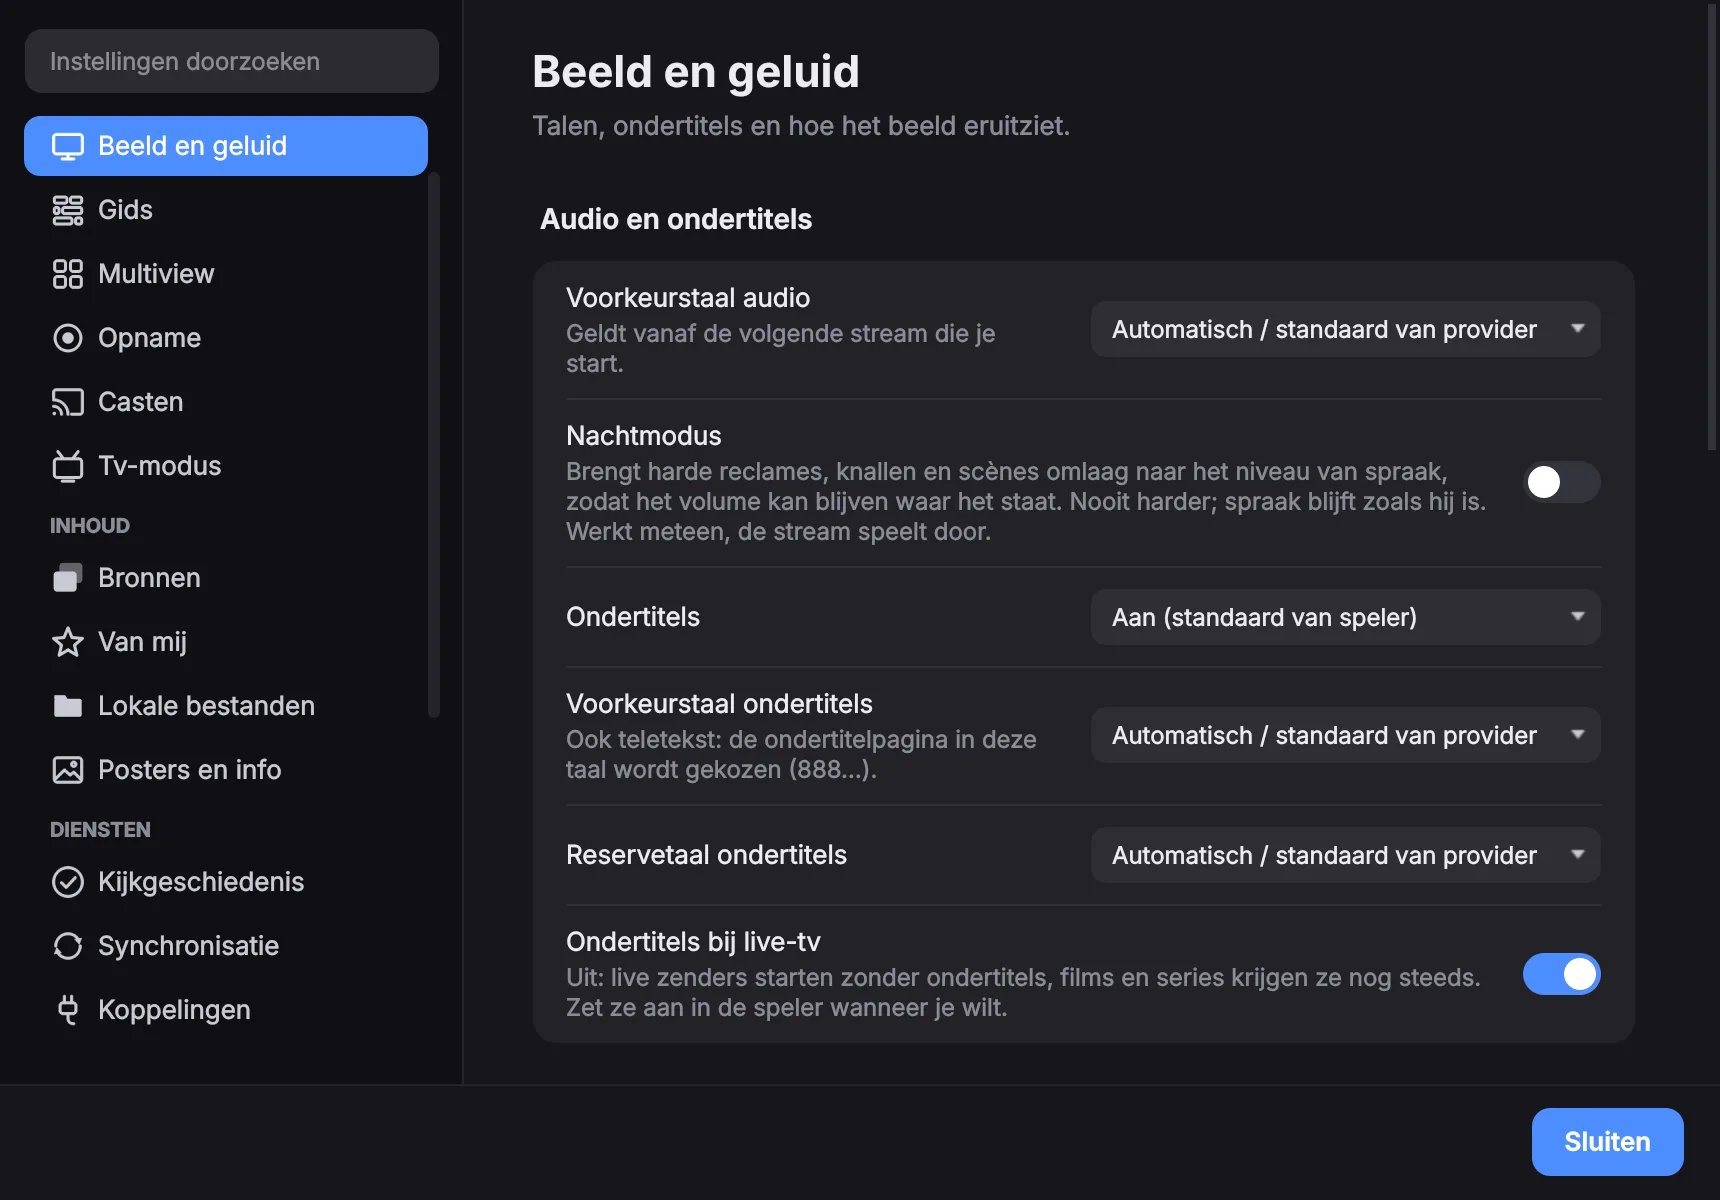 Instellingen doorzoeken
Beeld en geluid
Gids
Multiview
Opname
Casten
Tv-modus
INHOUD
Bronnen
Van mij
Lokale bestanden
Posters en info
DIENSTEN
Kijkgeschiedenis
Synchronisatie
Koppelingen
Beeld en geluid
Talen, ondertitels en hoe het beeld eruitziet.
Audio en ondertitels
Voorkeurstaal audio
Geldt vanaf de volgende stream die je
start.
Automatisch / standaard van provider
Nachtmodus
Brengt harde reclames, knallen en scènes omlaag naar het niveau van spraak,
zodat het volume kan blijven waar het staat. Nooit harder; spraak blijft zoals hij is.
Werkt meteen, de stream speelt door.
Ondertitels
Aan (standaard van speler)
Voorkeurstaal ondertitels
Ook teletekst: de ondertitelpagina in deze
taal wordt gekozen (888...).
Automatisch / standaard van provider
Reservetaal ondertitels
Automatisch / standaard van provider
Ondertitels bij live-tv
Uit: live zenders starten zonder ondertitels, films en series krijgen ze nog steeds.
Zet ze aan in de speler wanneer je wilt.
Sluiten